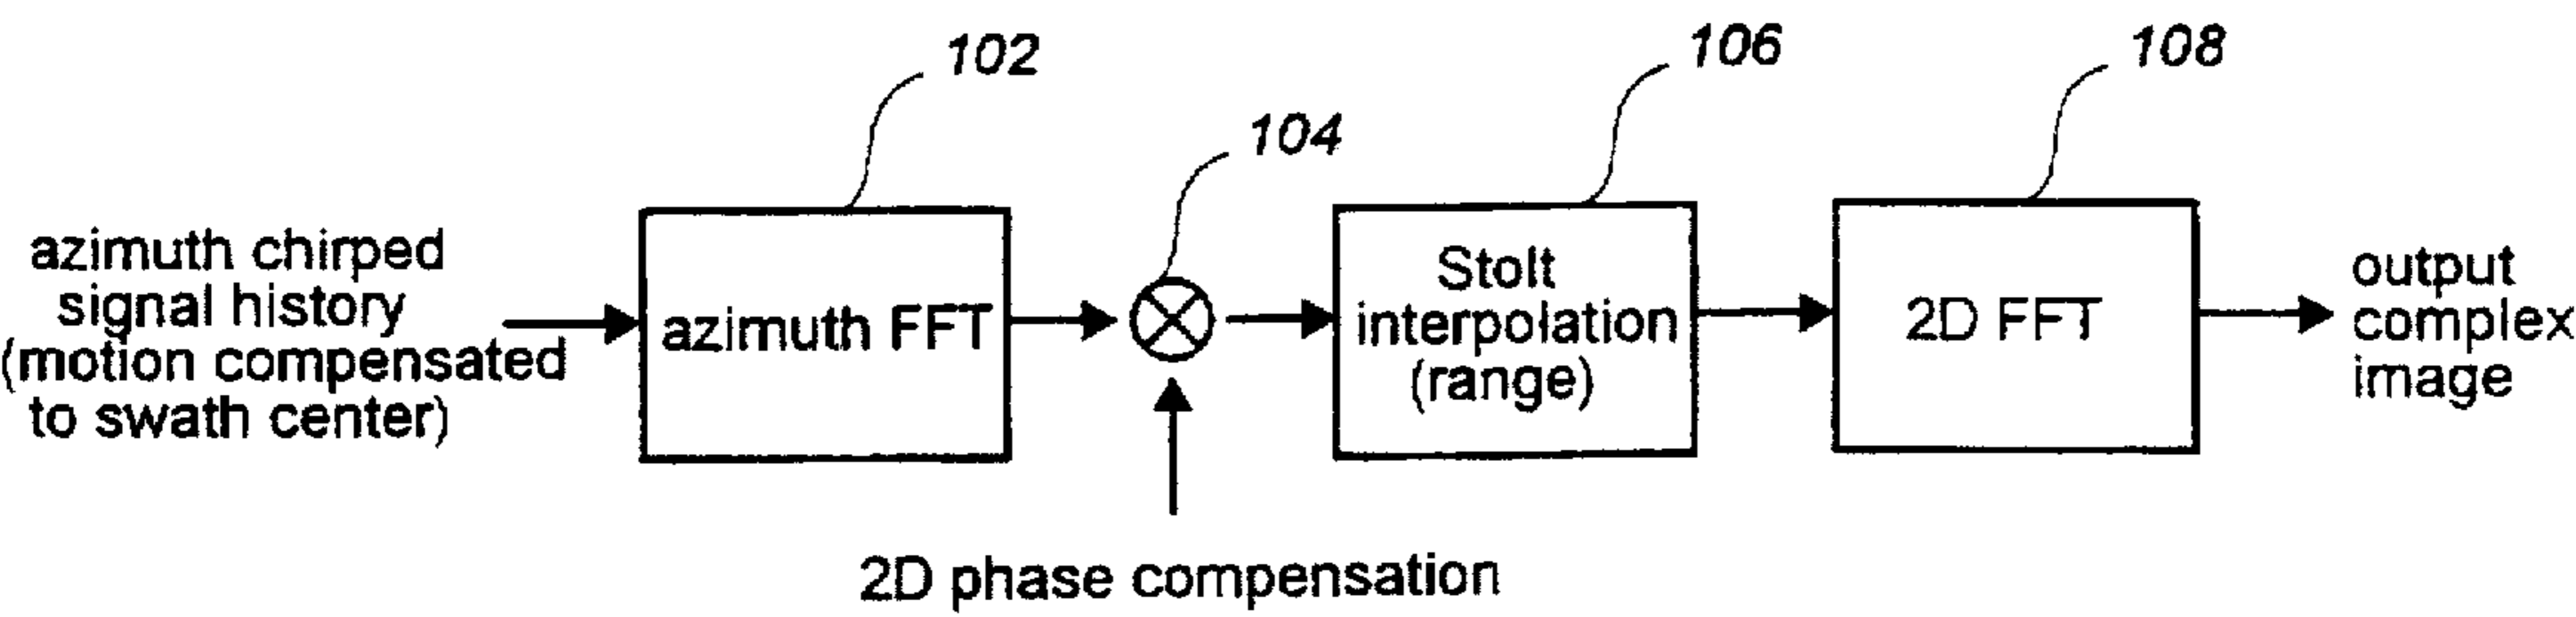 102
104
106
108
azimuth chirped
signal history
(motion compensated
to swath center)
azimuth FFT
Stolt
interpolation
(range)
2D FFT
output
complex
image
2D phase compensation